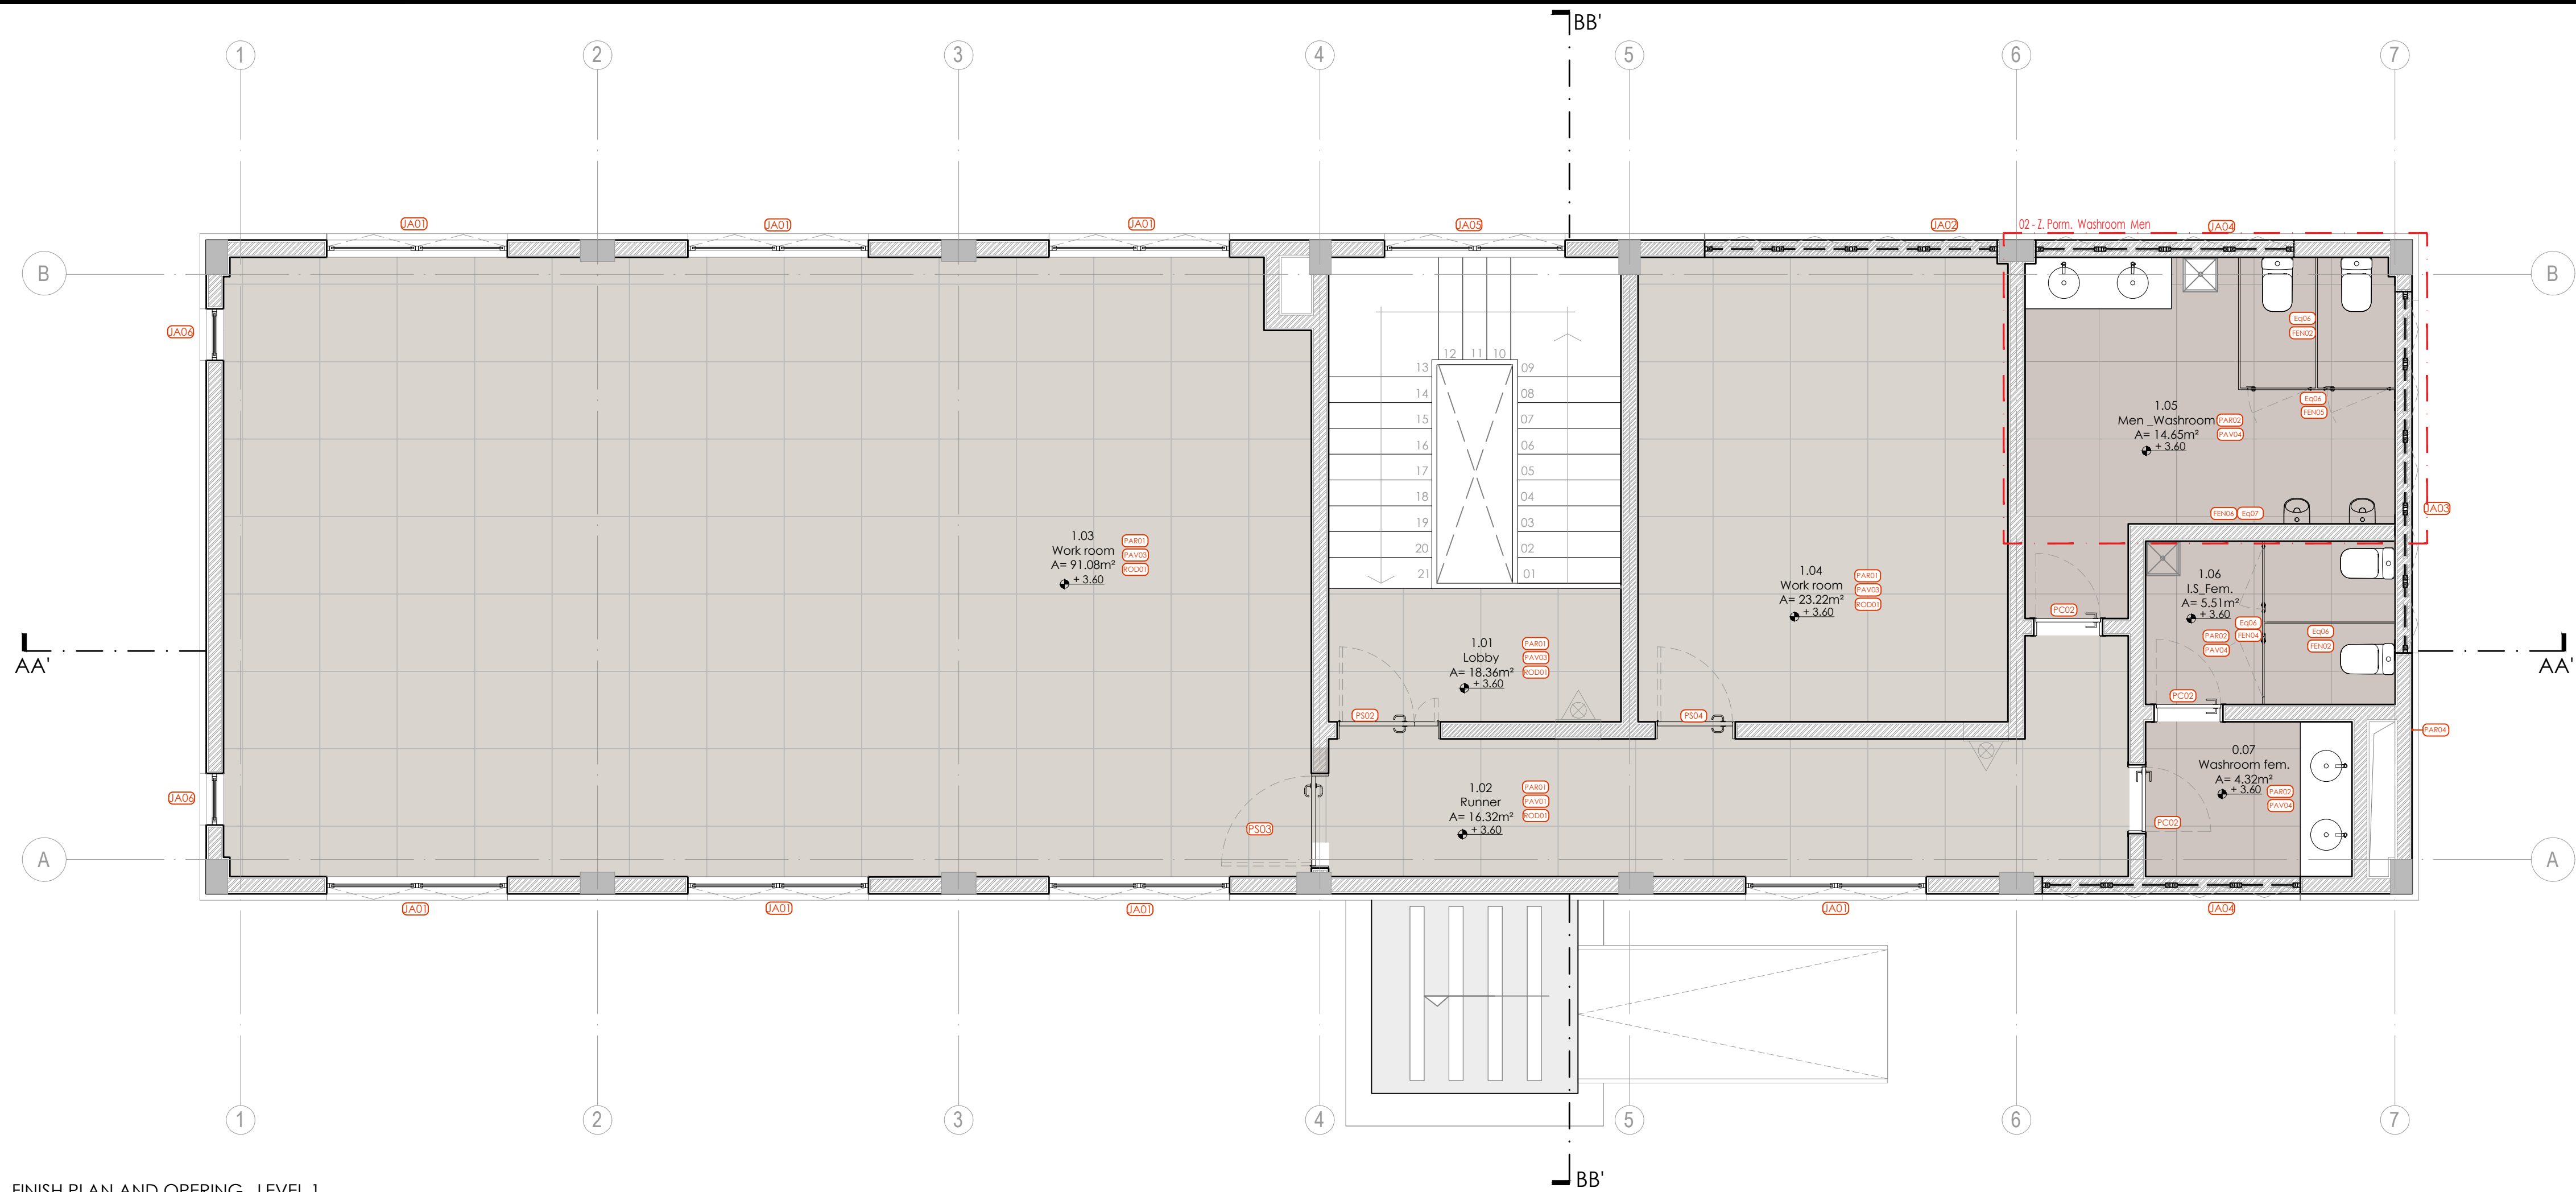 BB'
1
2
3
4
5
6
7
JA01
JA01
JA01
JA05
JA02
02 - Z. Porm. Washroom Men
JA04
B
B
JA06
Eq06
FEN02
12 11 10
13 09
14 08
15 07
16 06
17 05
18 04
19 03
20 02
21 01
Eq06
FEN05
1.05
Men _Washroom PAR02
A= 14.65m² PAV04
+ 3.60
FEN06 Eq07
JA03
1.03
Work room
A= 91.08m²
+ 3.60
PAR01
PAV03
ROD01
1.04
Work room
A= 23.22m²
+ 3.60
PAR01
PAV03
ROD01
1.06
I.S_Fem.
A= 5.51m²
+ 3.60
PAR02
PAV04
Eq06
FEN04
Eq06
FEN02
PC02
1.01
Lobby
A= 18.36m²
+ 3.60
PAR01
PAV03
ROD01
AA'
AA'
PC02
PS02
PS04
PAR04
0.07
Washroom fem.
A= 4.32m²
+ 3.60
PAR02
PAV04
PC02
JA06
PS03
1.02
Runner
A= 16.32m²
+ 3.60
PAR01
PAV01
ROD01
A
A
JA01
JA01
JA01
JA01
JA04
1
2
3
4
5
6
7
BB'
FINISH PLAN AND OPERING_ LEVEL 1